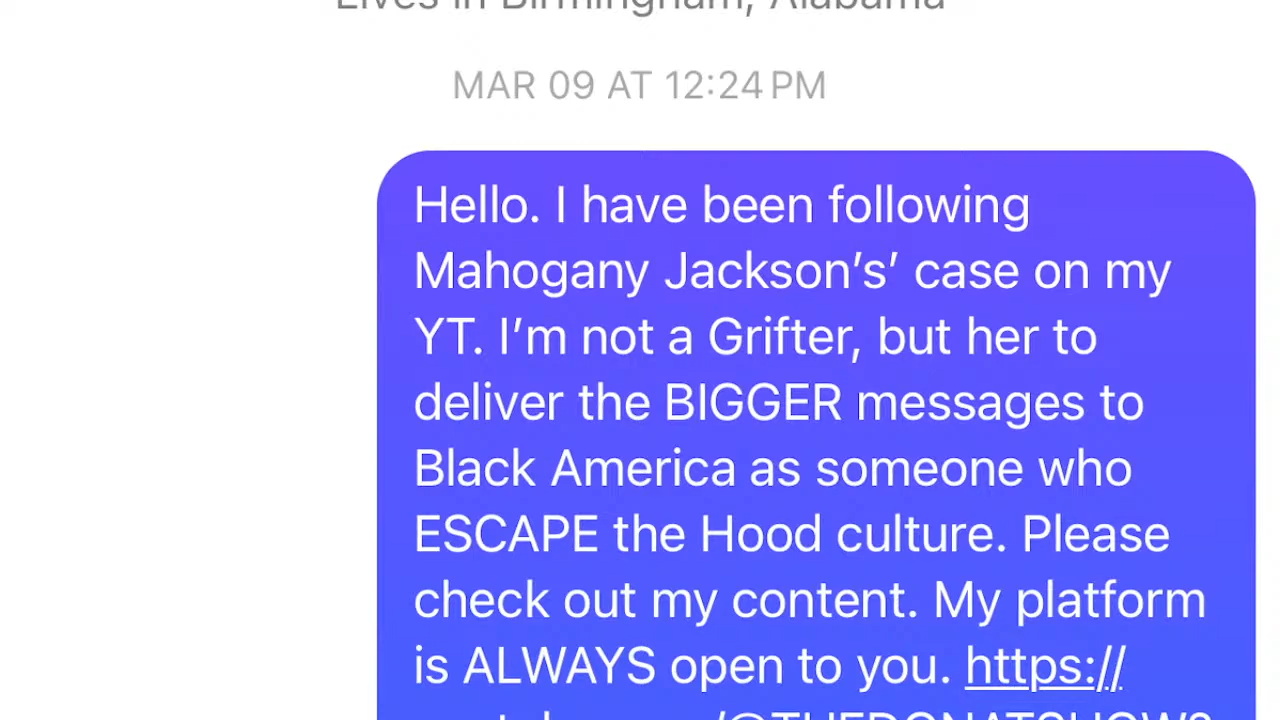 Lives in Birmingham, Alabama
MAR 09 AT 12:24 PM
Hello. I have been following
Mahogany Jackson’s’ case on my
YT. I’m not a Grifter, but her to
deliver the BIGGER messages to
Black America as someone who
ESCAPE the Hood culture. Please
check out my content. My platform
is ALWAYS open to you. https://